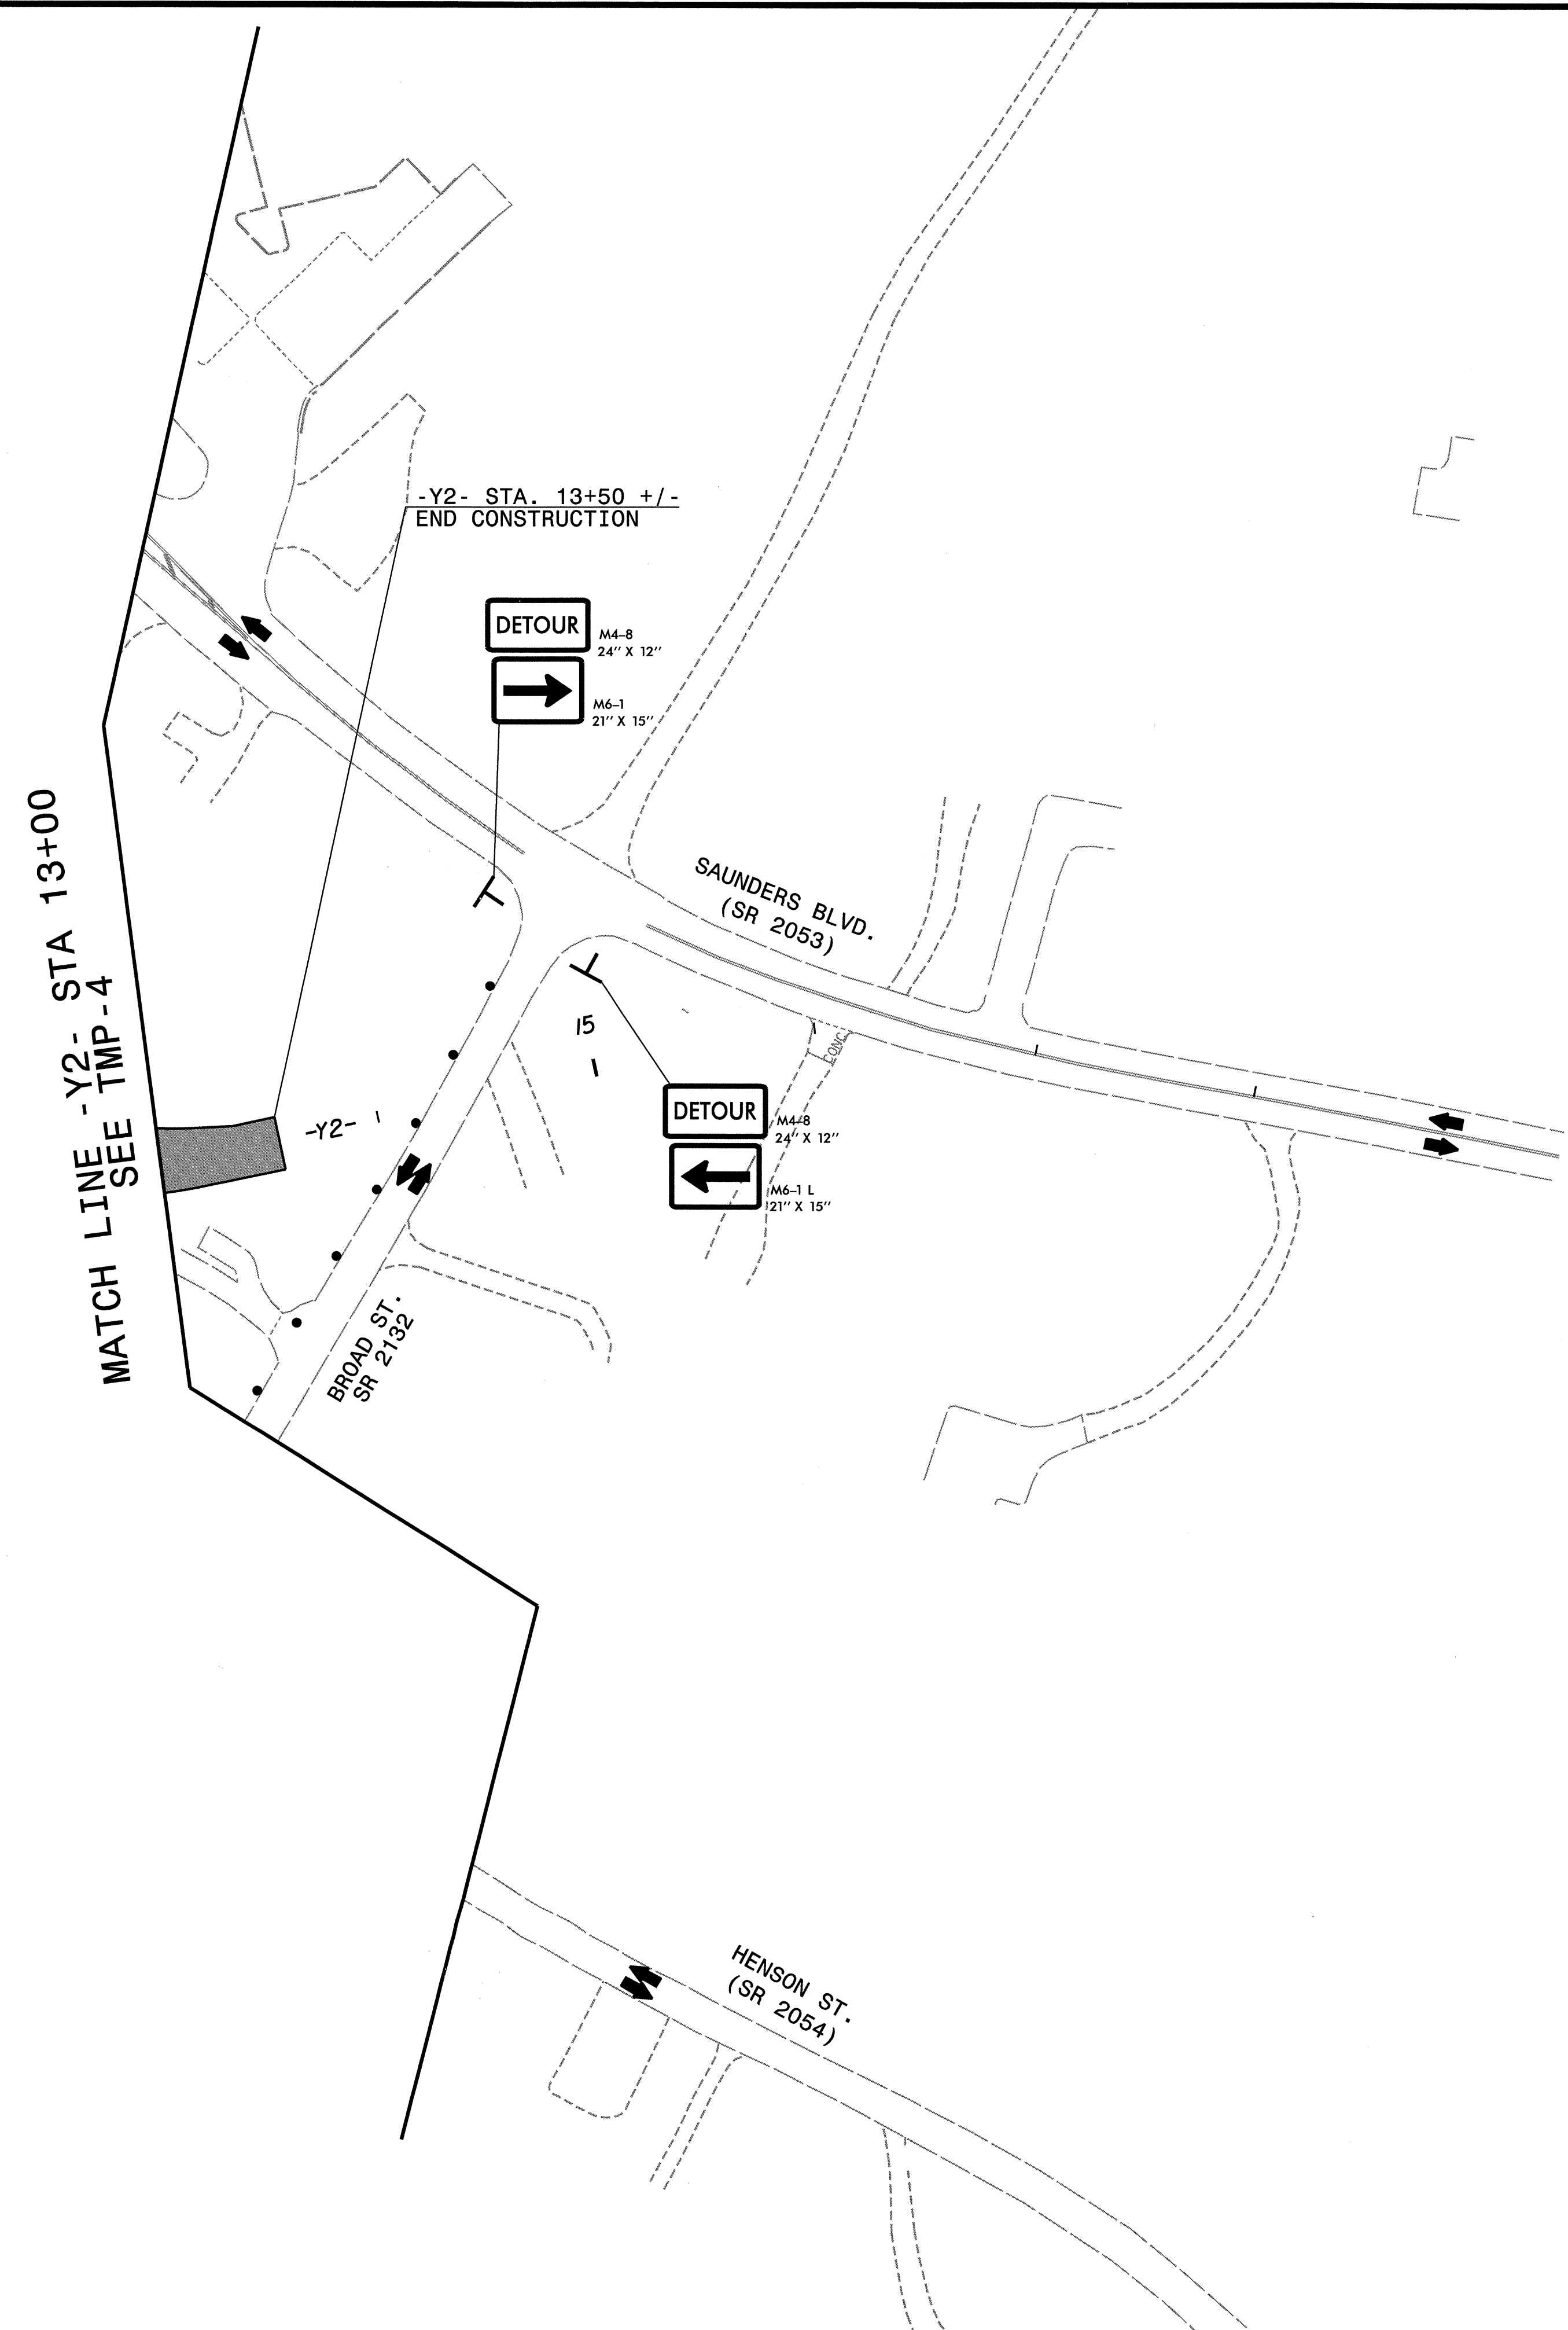 -Y2- STA. 13+50 +/-
END CONSTRUCTION
DETOUR
M4-8
24" X 12"
M6-1
21" X 15"
MATCH LINE -Y2- STA 13+00
SEE TMP-4
SAUNDERS BLVD.
(SR 2053)
15
CONC
-Y2-
DETOUR
M4-8
24" X 12"
M6-1 L
21" X 15"
BROAD ST.
SR 2132
HENSON ST.
(SR 2054)